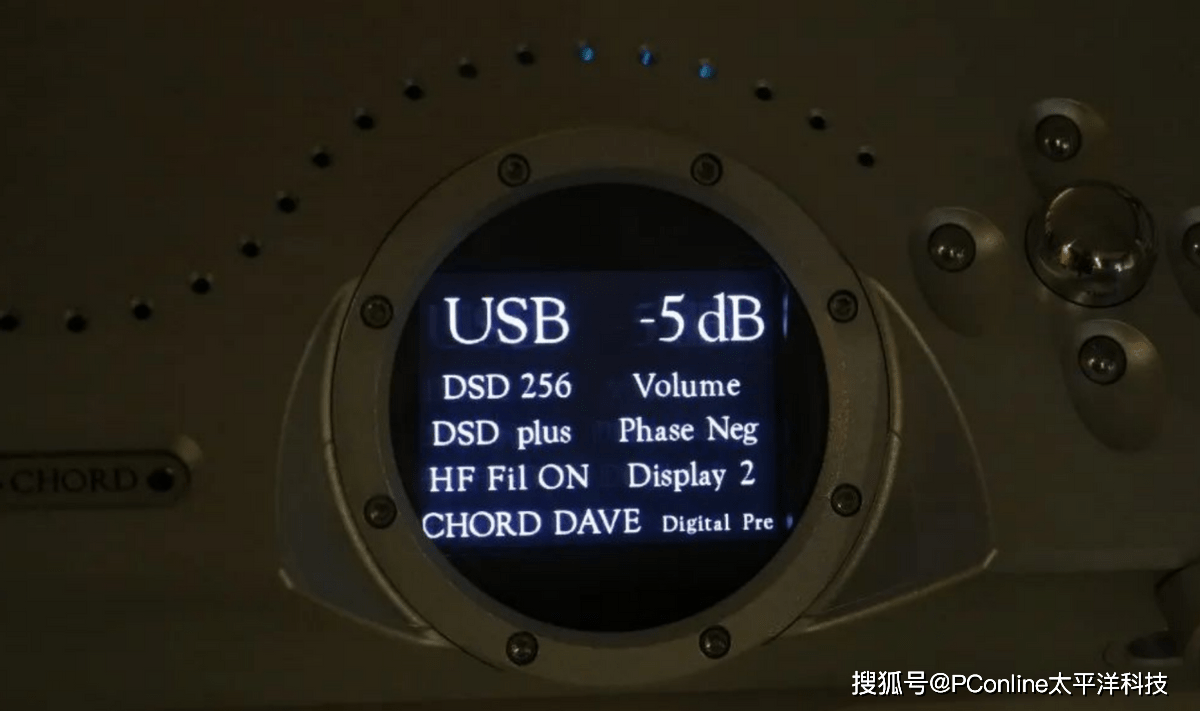 USB -5 dB
DSD 256 Volume
DSD plus Phase Neg
HF Fil ON Display 2
CHORD DAVE Digital Pre
CHORD
搜狐号@PConline太平洋科技